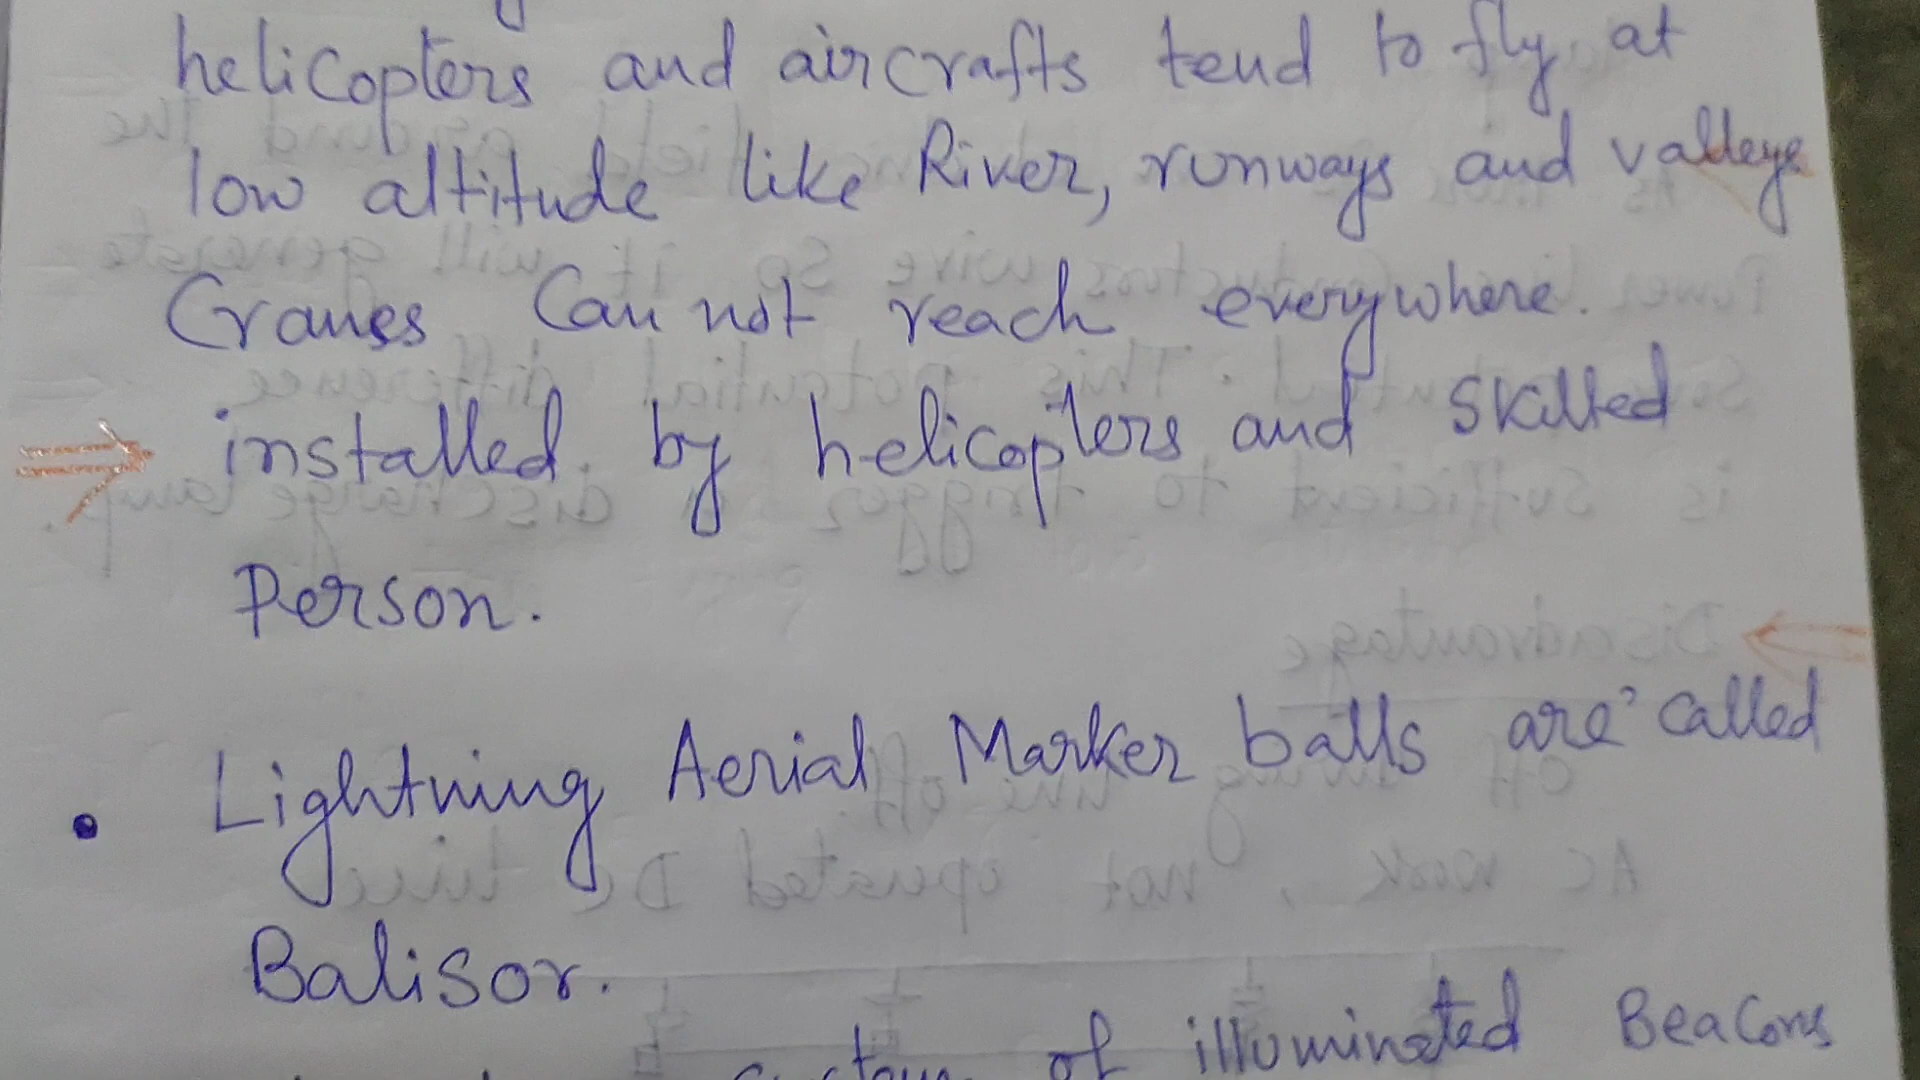 helicopters and aircrafts tend to fly at
low altitude like River, runways and valleys
Cranes Can not reach everywhere.
installed by helicopters and skilled
Person.
Lightning Aerial Marker balls are called
Balisor.
system of illuminated Beacons